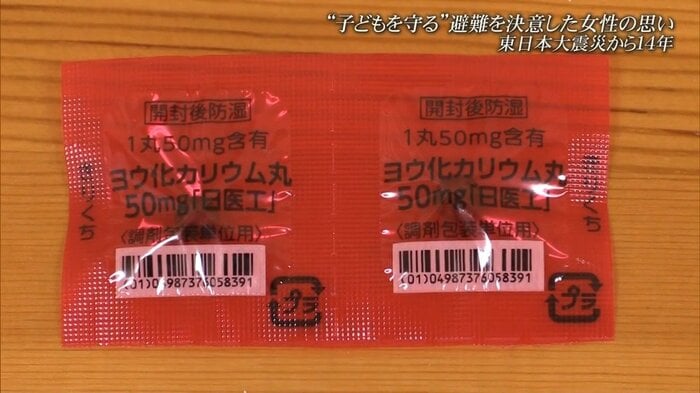 “子どもを守る”避難を決意した女性の思い
東日本大震災から14年
開封後防湿
1丸50mg含有
ヨウ化カリウム丸
50mg「日医工」
〈調剤包装単位用〉
(01)04987376058391
プラ
開封後防湿
1丸50mg含有
ヨウ化カリウム丸
50mg「日医工」
〈調剤包装単位用〉
(01)04987376058391
プラ